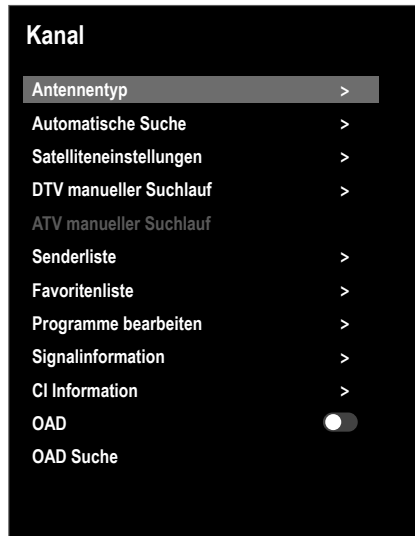 Kanal
Antennentyp >
Automatische Suche >
Satelliteneinstellungen >
DTV manueller Suchlauf >
ATV manueller Suchlauf
Senderliste >
Favoritenliste >
Programme bearbeiten >
Signalinformation >
CI Information >
OAD
OAD Suche